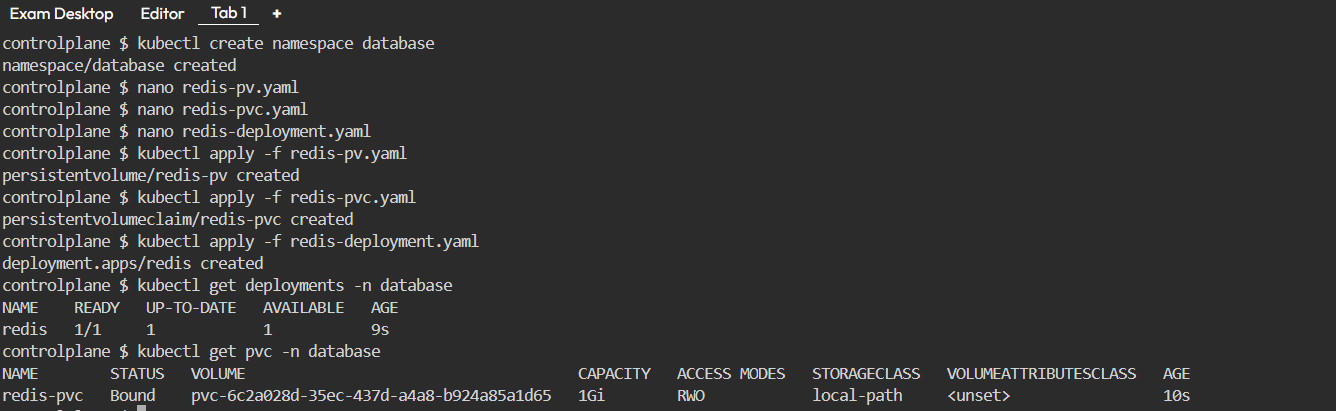 Exam Desktop Editor Tab 1 +
controlplane $ kubectl create namespace database
namespace/database created
controlplane $ nano redis-pv.yaml
controlplane $ nano redis-pvc.yaml
controlplane $ nano redis-deployment.yaml
controlplane $ kubectl apply -f redis-pv.yaml
persistentvolume/redis-pv created
controlplane $ kubectl apply -f redis-pvc.yaml
persistentvolumeclaim/redis-pvc created
controlplane $ kubectl apply -f redis-deployment.yaml
deployment.apps/redis created
controlplane $ kubectl get deployments -n database
NAME    READY   UP-TO-DATE   AVAILABLE   AGE
redis   1/1     1            1           9s
controlplane $ kubectl get pvc -n database
NAME        STATUS   VOLUME                                     CAPACITY   ACCESS MODES   STORAGECLASS   VOLUMEATTRIBUTESCLASS   AGE
redis-pvc   Bound    pvc-6c2a028d-35ec-437d-a4a8-b924a85a1d65   1Gi        RWO            local-path     <unset>                 10s